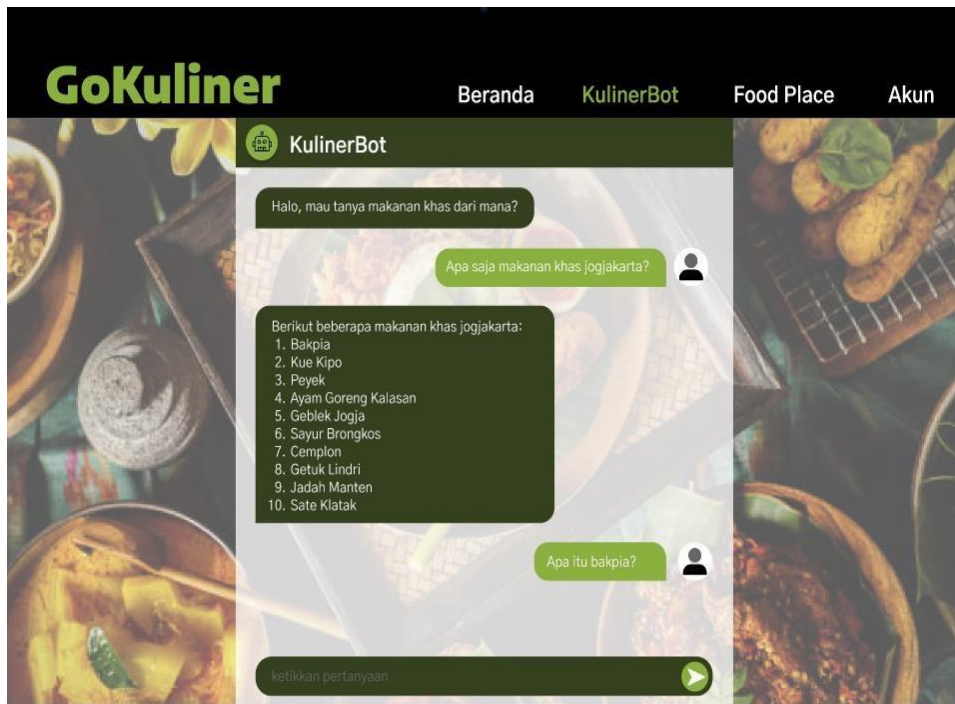 GoKuliner
Beranda KulinerBot Food Place Akun
KulinerBot
Halo, mau tanya makanan khas dari mana?
Apa saja makanan khas jogjakarta?
Berikut beberapa makanan khas jogjakarta:
1. Bakpia
2. Kue Kipo
3. Peyek
4. Ayam Goreng Kalasan
5. Geblek Jogja
6. Sayur Brongkos
7. Cemplon
8. Getuk Lindri
9. Jadah Manten
10. Sate Klatak
Apa itu bakpia?
ketikkan pertanyaan